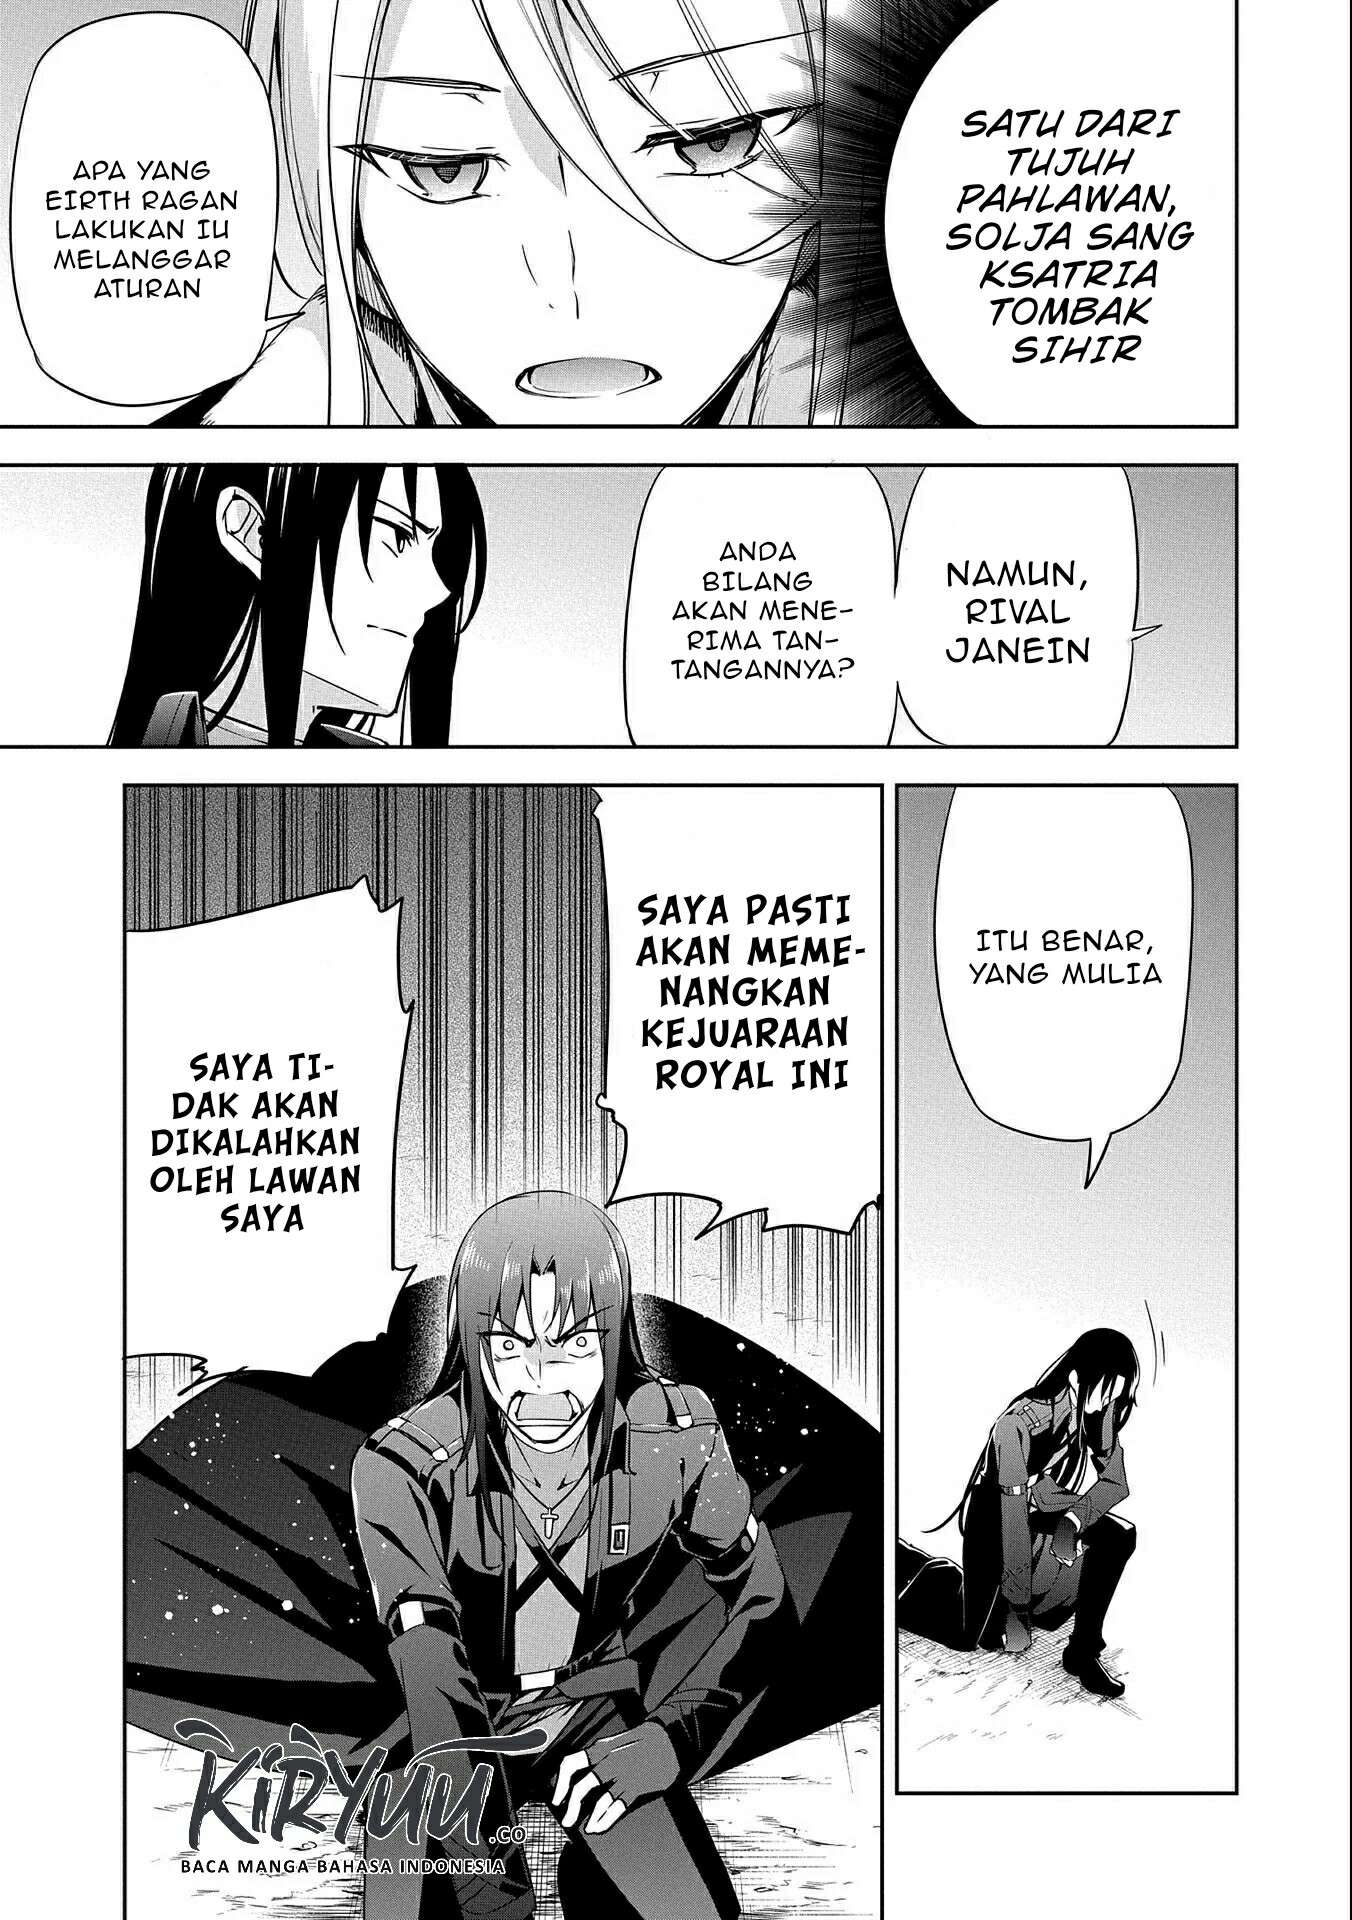 SATU DARI
TUJUH
PAHLAWAN,
SOLJA SANG
KSATRIA
TOMBAK
SIHIR
APA YANG
EIRTH RAGAN
LAKUKAN IU
MELANGGAR
ATURAN
NAMUN,
RIVAL
JANEIN
ANDA
BILANG
AKAN MENE-
RIMA TAN-
TANGANNYA?
ITU BENAR,
YANG MULIA
SAYA PASTI
AKAN MEME-
NANGKAN
KEJUARAAN
ROYAL INI
SAYA TI-
DAK AKAN
DIKALAHKAN
OLEH LAWAN
SAYA
KIRYUU.CO
BACA MANGA BAHASA INDONESIA